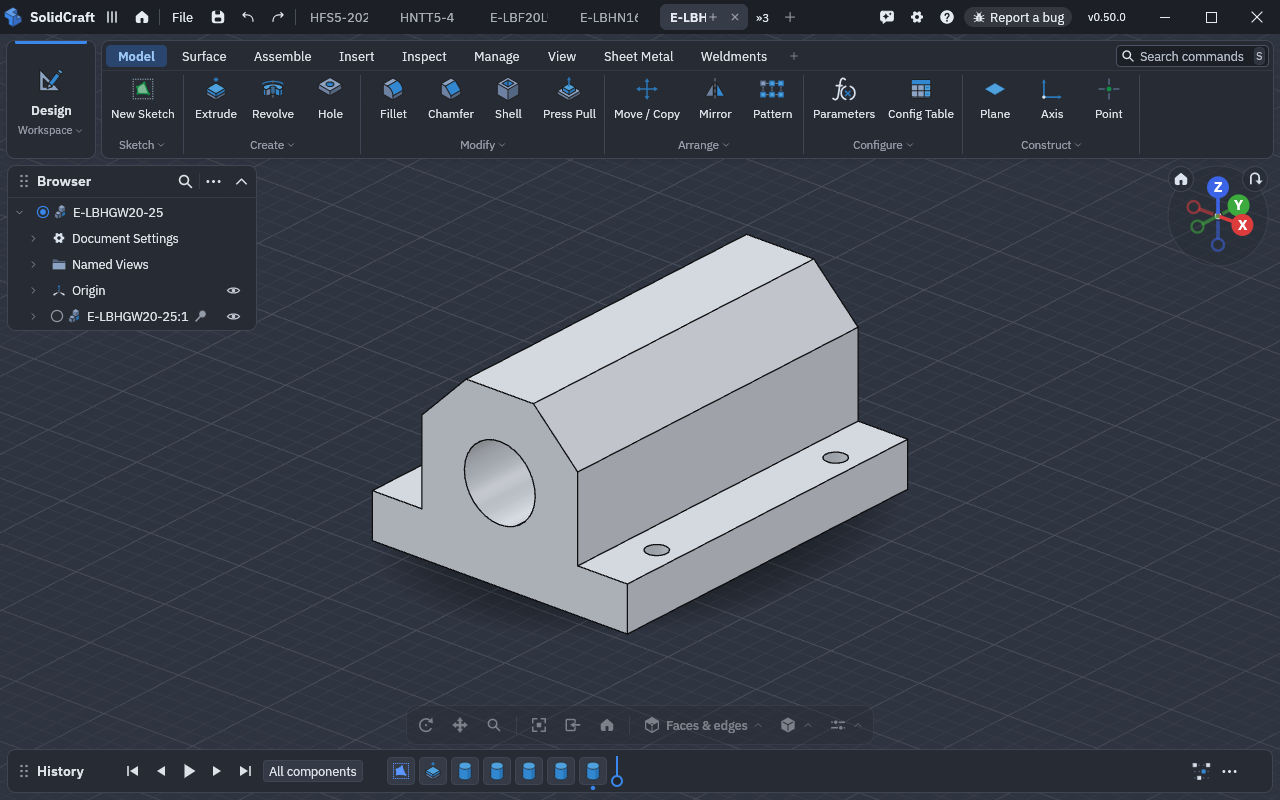 SolidCraft File HFS5-202 HNTT5-4 E-LBF20L E-LBHN16 E-LBH »3 Report a bug v0.50.0
Design
Workspace
Model Surface Assemble Insert Inspect Manage View Sheet Metal Weldments Search commands S
New Sketch Extrude Revolve Hole Fillet Chamfer Shell Press Pull Move / Copy Mirror Pattern Parameters Config Table Plane Axis Point
Sketch Create Modify Arrange Configure Construct
Browser
E-LBHGW20-25
Document Settings
Named Views
Origin
E-LBHGW20-25:1
Z
Y
X
Faces & edges
History All components